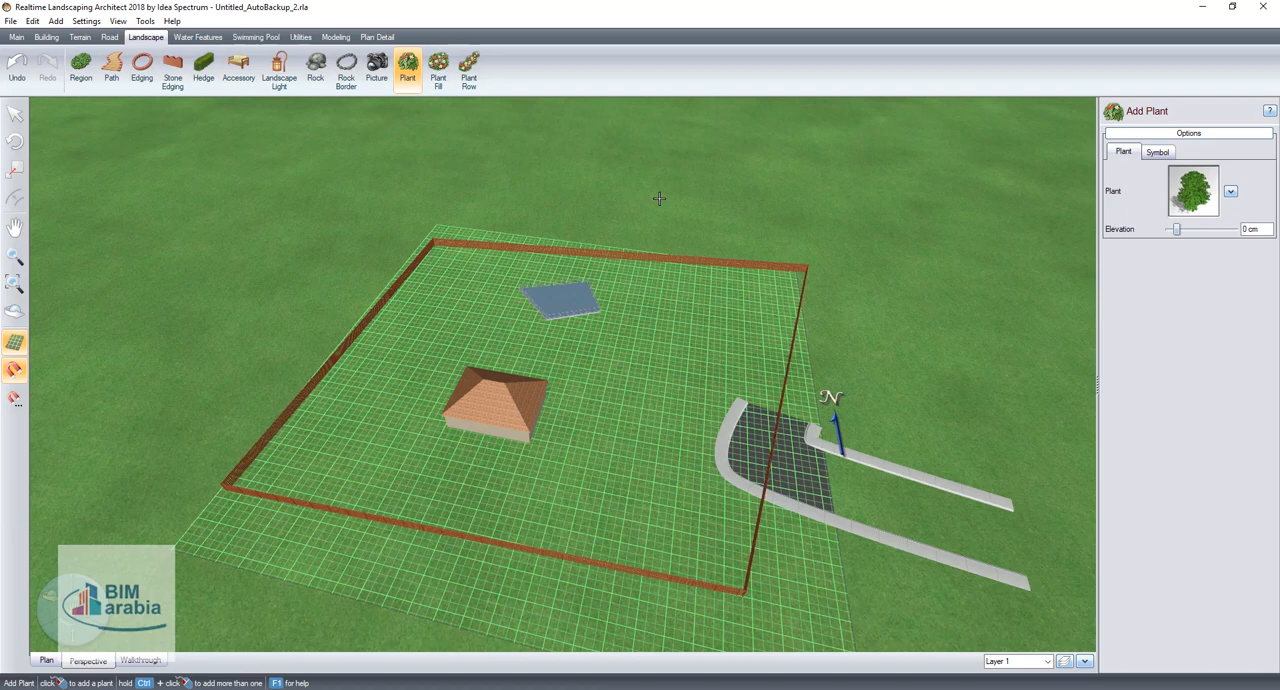 Realtime Landscaping Architect 2018 by Idea Spectrum - Untitled_AutoBackup_2.rla
File Edit Add Settings View Tools Help
Main Building Terrain Road Landscape Water Features Swimming Pool Utilities Modeling Plan Detail
Undo Redo Region Path Edging Stone Edging Hedge Accessory Landscape Light Rock Rock Border Picture Plant Plant Fill Plant Row
Add Plant ?
Options
Plant Symbol
Plant
Elevation 0 cm
N
BIM
arabia
Plan Perspective Walkthrough Layer 1
Add Plant click to add a plant hold Ctrl + click to add more than one F1 for help